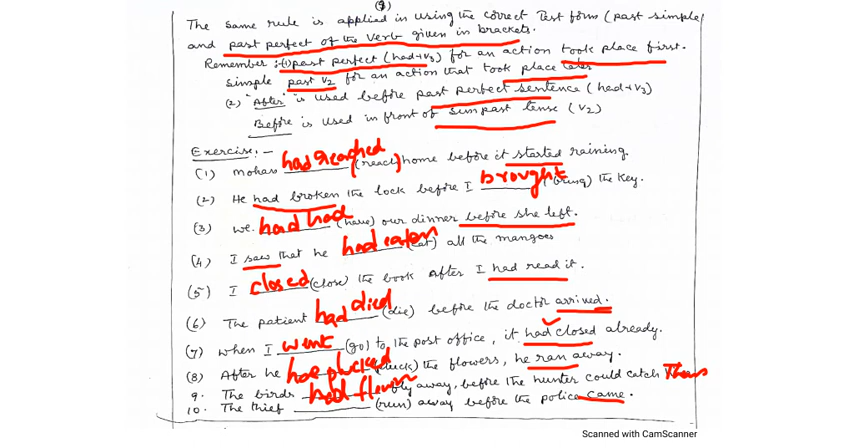 (9)
The same rule is applied in using the correct Test form (past simple
and past perfect of the verb given in brackets.
Remember :- (1) past perfect (had+v3) for an action took place first.
Simple past V2 for an action that took place later
(2) "After" is used before past perfect sentence (had+v3)
Before is used in front of simpast tense (V2)
Exercise :-
(1) Mohan had reached (reach) home before it started raining.
(2) He had broken the lock before I brought (bring) the key.
(3) We had had (have) our dinner before she left.
(4) I saw that he had eaten (eat) all the mangoes
(5) I closed (close) the book after I had read it.
(6) The patient had died (die) before the doctor arrived.
(7) When I went (go) to the post office, it had closed already.
(8) After he plucked (pluck) the flowers, he ran away.
9. The birds had flown fly away, before the hunter could catch Them
10. The thief ______ (run) away before the police came.
Scanned with CamScanner